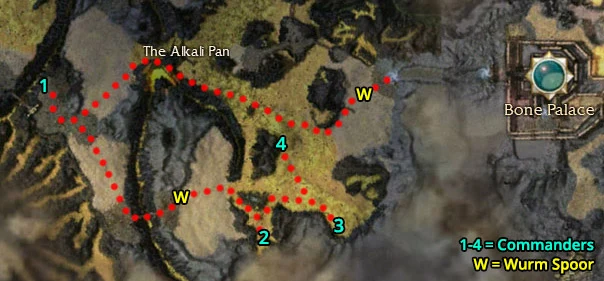 The Alkali Pan
1
W
Bone Palace
4
W
2
3
1-4 = Commanders
W = Wurm Spoor